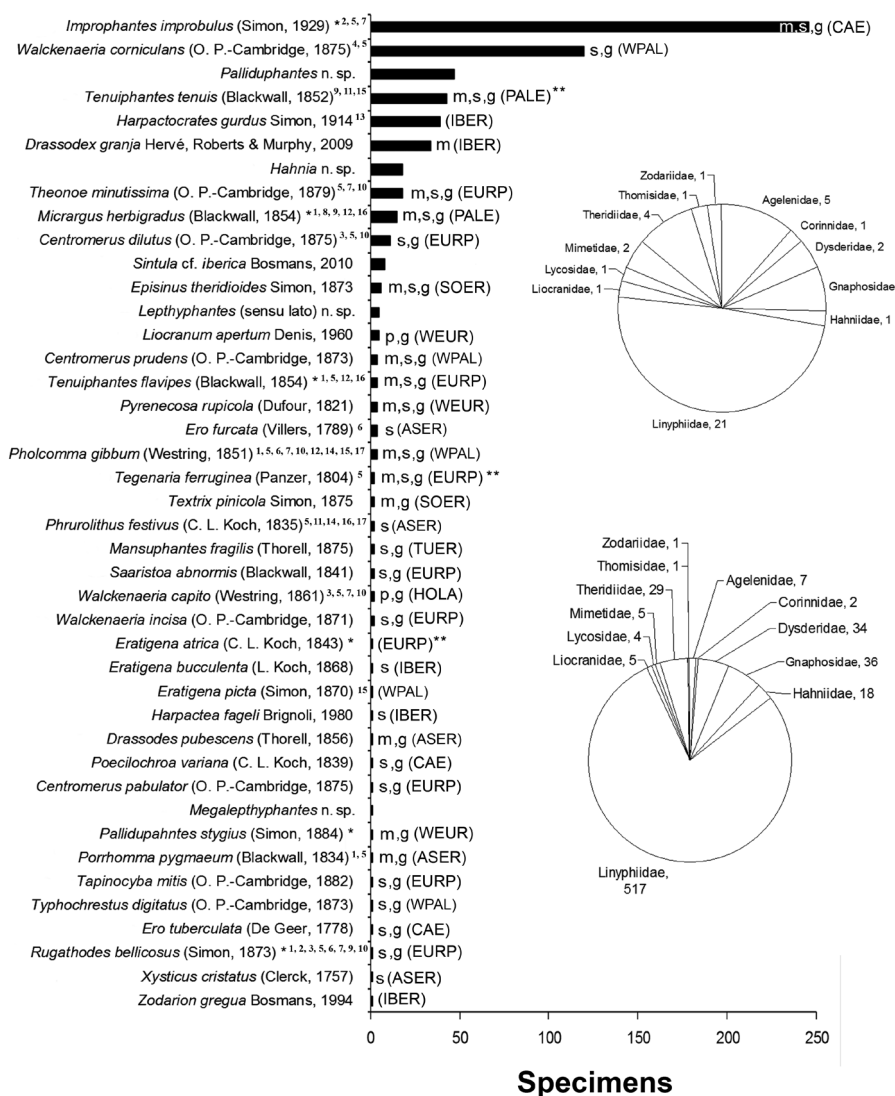 Improphantes improbulus (Simon, 1929) *2, 5, 7 m,s,g (CAE)
Walckenaeria corniculans (O. P.-Cambridge, 1875)4, 5 s,g (WPAL)
Palliduphantes n. sp.
Tenuiphantes tenuis (Blackwall, 1852)9, 11, 15 m,s,g (PALE)**
Harpactocrates gurdus Simon, 1914 13 (IBER)
Drassodex granja Hervé, Roberts & Murphy, 2009 m (IBER)
Hahnia n. sp.
Theonoe minutissima (O. P.-Cambridge, 1879)5, 7, 10 m,s,g (EURP)
Micrargus herbigradus (Blackwall, 1854) *1, 8, 9, 12, 16 m,s,g (PALE)
Centromerus dilutus (O. P.-Cambridge, 1875)3, 5, 10 s,g (EURP)
Sintula cf. iberica Bosmans, 2010
Episinus theridioides Simon, 1873 m,s,g (SOER)
Lepthyphantes (sensu lato) n. sp.
Liocranum apertum Denis, 1960 p,g (WEUR)
Centromerus prudens (O. P.-Cambridge, 1873) m,s,g (WPAL)
Tenuiphantes flavipes (Blackwall, 1854) *1, 5, 12, 16 m,s,g (EURP)
Pyrenecosa rupicola (Dufour, 1821) m,s,g (WEUR)
Ero furcata (Villers, 1789) 6 s (ASER)
Pholcomma gibbum (Westring, 1851) 1, 5, 6, 7, 10, 12, 14, 15, 17 m,s,g (WPAL)
Tegenaria ferruginea (Panzer, 1804) 5 m,s,g (EURP)**
Textrix pinicola Simon, 1875 m,g (SOER)
Phrurolithus festivus (C. L. Koch, 1835)5, 11, 14, 16, 17 s (ASER)
Mansuphantes fragilis (Thorell, 1875) s,g (TUER)
Saaristoa abnormis (Blackwall, 1841) s,g (EURP)
Walckenaeria capito (Westring, 1861)3, 5, 7, 10 p,g (HOLA)
Walckenaeria incisa (O. P.-Cambridge, 1871) s,g (EURP)
Eratigena atrica (C. L. Koch, 1843) * (EURP)**
Eratigena bucculenta (L. Koch, 1868) s (IBER)
Eratigena picta (Simon, 1870) 15 (WPAL)
Harpactea fageli Brignoli, 1980 s (IBER)
Drassodes pubescens (Thorell, 1856) m,g (ASER)
Poecilochroa variana (C. L. Koch, 1839) s,g (CAE)
Centromerus pabulator (O. P.-Cambridge, 1875) s,g (EURP)
Megalepthyphantes n. sp.
Pallidupahntes stygius (Simon, 1884) * m,g (WEUR)
Porrhomma pygmaeum (Blackwall, 1834) 1, 5 m,g (ASER)
Tapinocyba mitis (O. P.-Cambridge, 1882) s,g (EURP)
Typhochrestus digitatus (O. P.-Cambridge, 1873) s,g (WPAL)
Ero tuberculata (De Geer, 1778) s,g (CAE)
Rugathodes bellicosus (Simon, 1873) *1, 2, 3, 5, 6, 7, 9, 10 s,g (EURP)
Xysticus cristatus (Clerck, 1757) s (ASER)
Zodarion gregua Bosmans, 1994 (IBER)
0 50 100 150 200 250
Specimens
Zodariidae, 1
Thomisidae, 1
Theridiidae, 4
Mimetidae, 2
Lycosidae, 1
Liocranidae, 1
Agelenidae, 5
Corinnidae, 1
Dysderidae, 2
Gnaphosidae
Hahniidae, 1
Linyphiidae, 21
Zodariidae, 1
Thomisidae, 1
Theridiidae, 29
Mimetidae, 5
Lycosidae, 4
Liocranidae, 5
Agelenidae, 7
Corinnidae, 2
Dysderidae, 34
Gnaphosidae, 36
Hahniidae, 18
Linyphiidae,
517